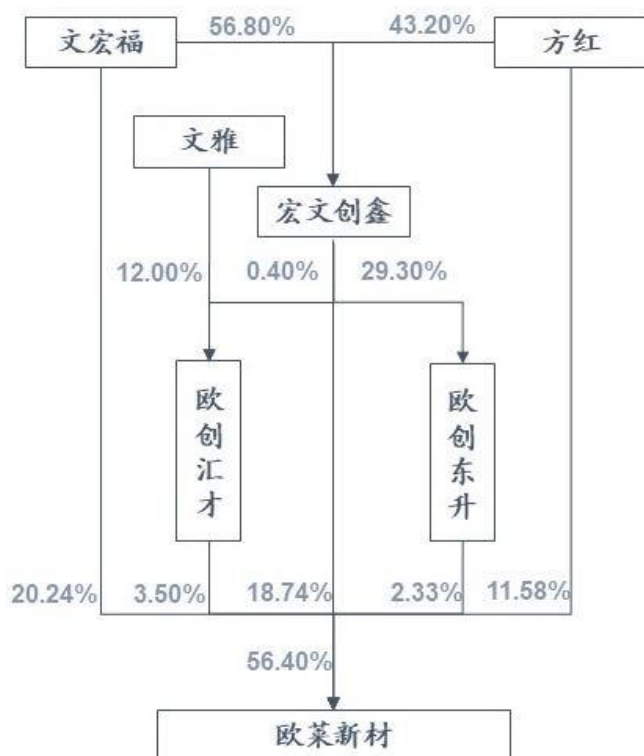 文宏福
56.80%
43.20%
方红
文雅
宏文创鑫
12.00%
0.40%
29.30%
欧创汇才
欧创东升
20.24%
3.50%
18.74%
2.33%
11.58%
56.40%
欧莱新材